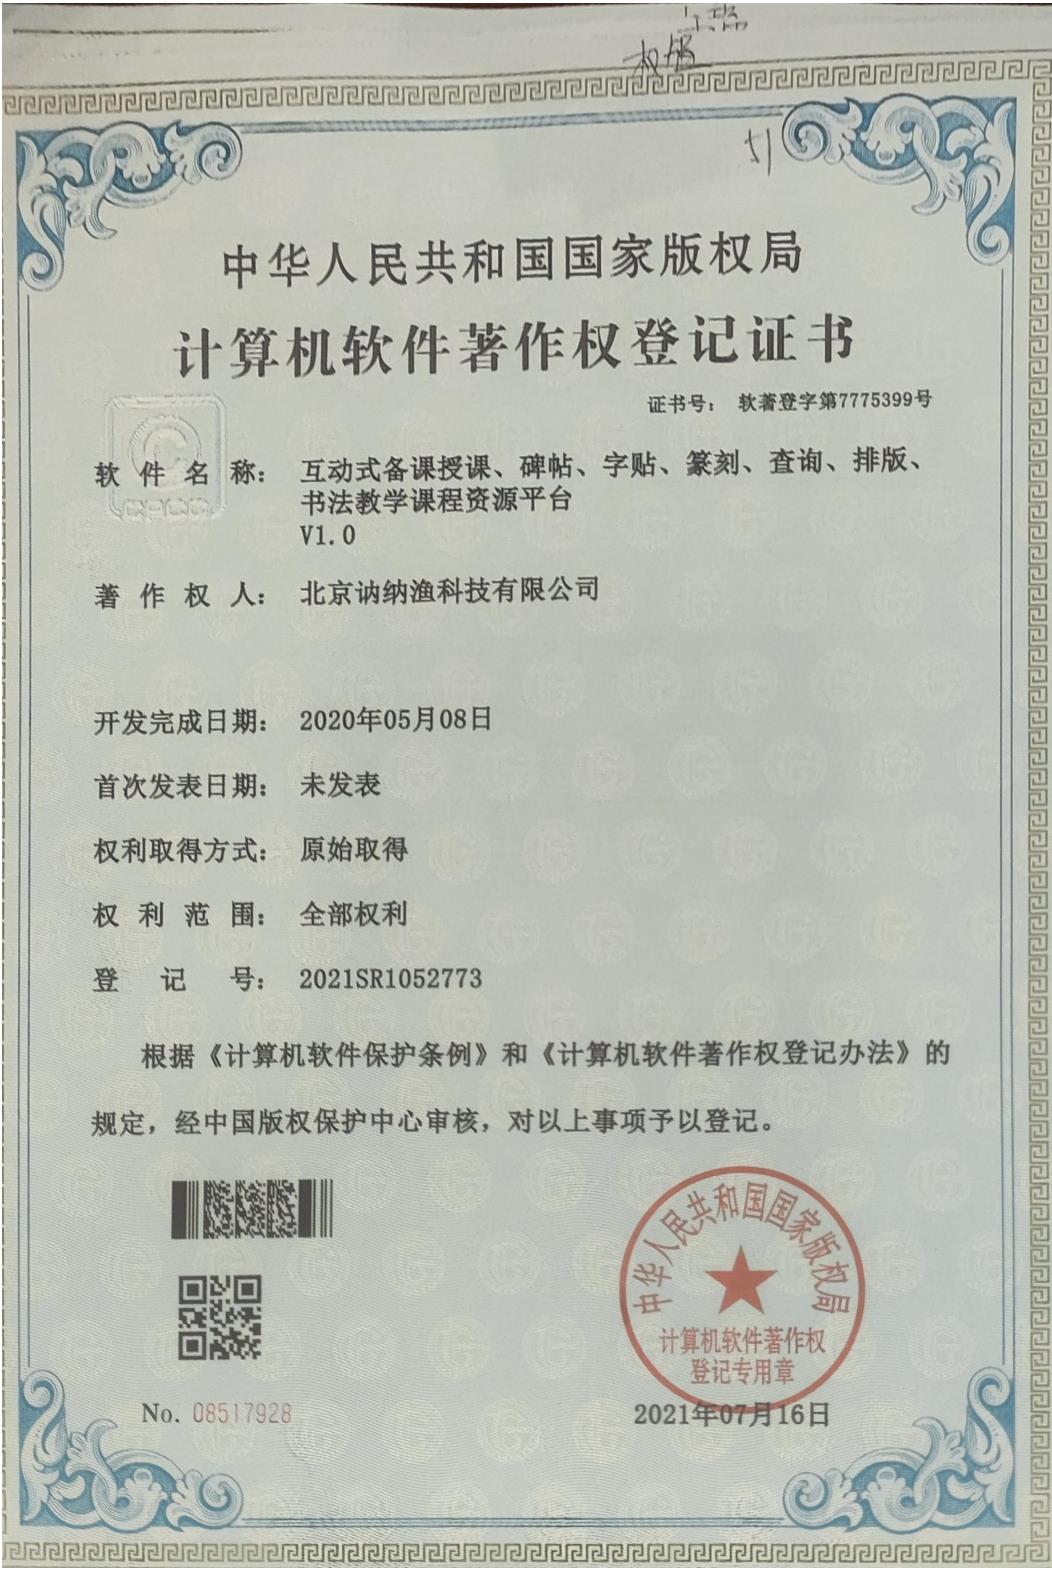 权版
51
中华人民共和国国家版权局
计算机软件著作权登记证书
证书号： 软著登字第7775399号
软件名称： 互动式备课授课、碑帖、字贴、篆刻、查询、排版、
书法教学课程资源平台
V1.0
著作权人： 北京讷纳渔科技有限公司
开发完成日期： 2020年05月08日
首次发表日期： 未发表
权利取得方式： 原始取得
权利范围： 全部权利
登记号： 2021SR1052773
根据《计算机软件保护条例》和《计算机软件著作权登记办法》的
规定，经中国版权保护中心审核，对以上事项予以登记。
中华人民共和国国家版权局
计算机软件著作权
登记专用章
No. 08517928
2021年07月16日